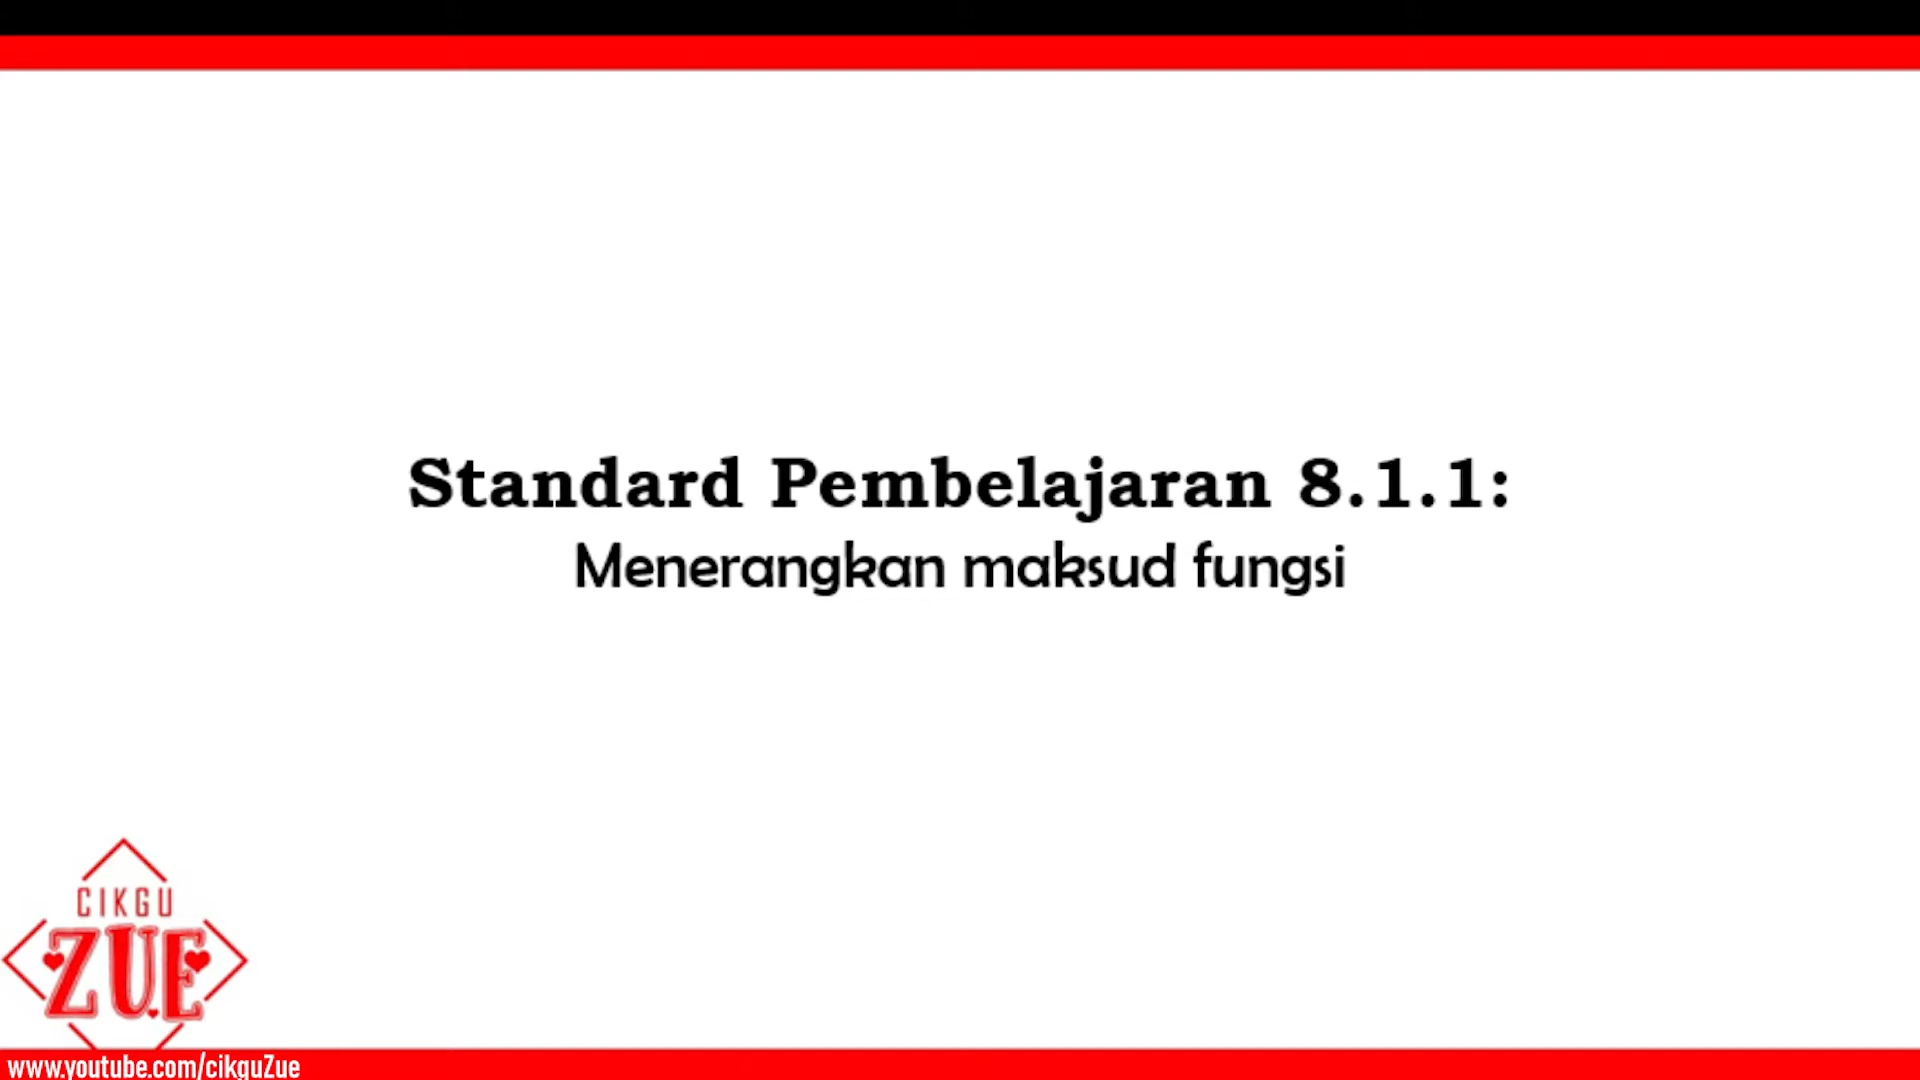 Standard Pembelajaran 8.1.1:
Menerangkan maksud fungsi
CIKGU
ZUE
www.youtube.com/cikguZue